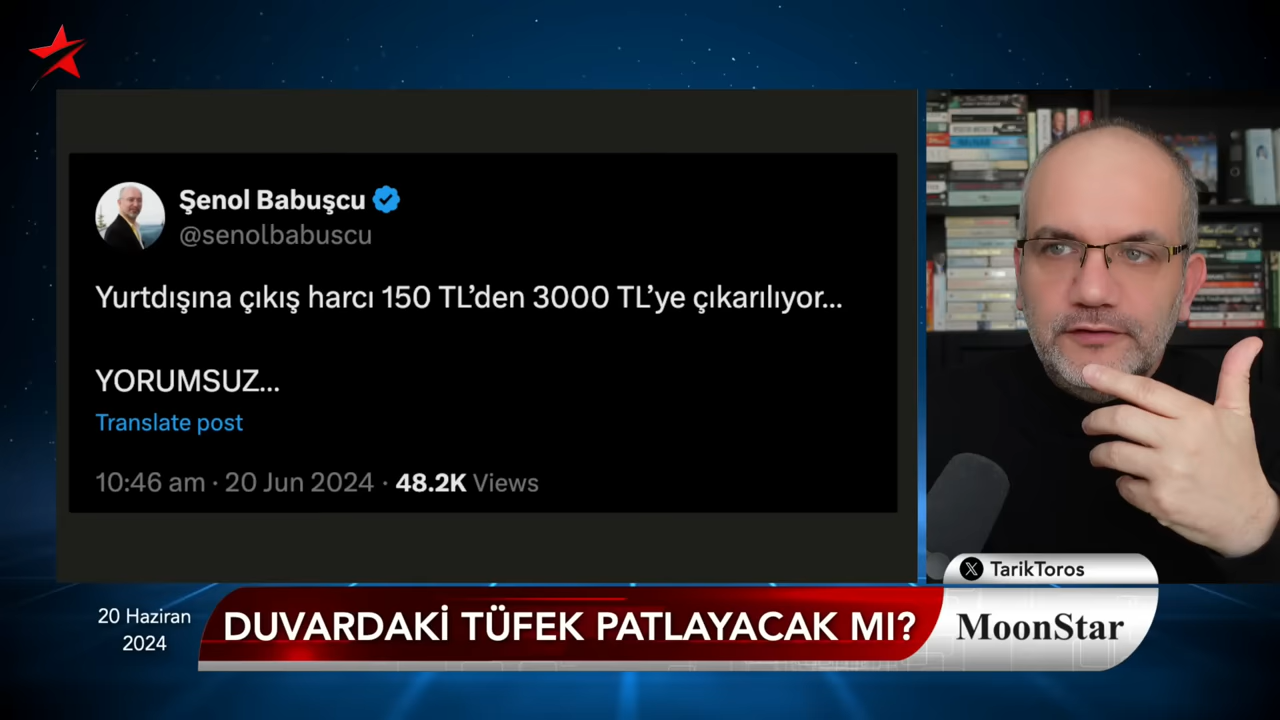 Şenol Babuşcu
@senolbabuscu
Yurtdışına çıkış harcı 150 TL’den 3000 TL’ye çıkarılıyor...
YORUMSUZ...
Translate post
10:46 am · 20 Jun 2024 · 48.2K Views
TarikToros
20 Haziran
2024
DUVARDAKİ TÜFEK PATLAYACAK MI?
MoonStar